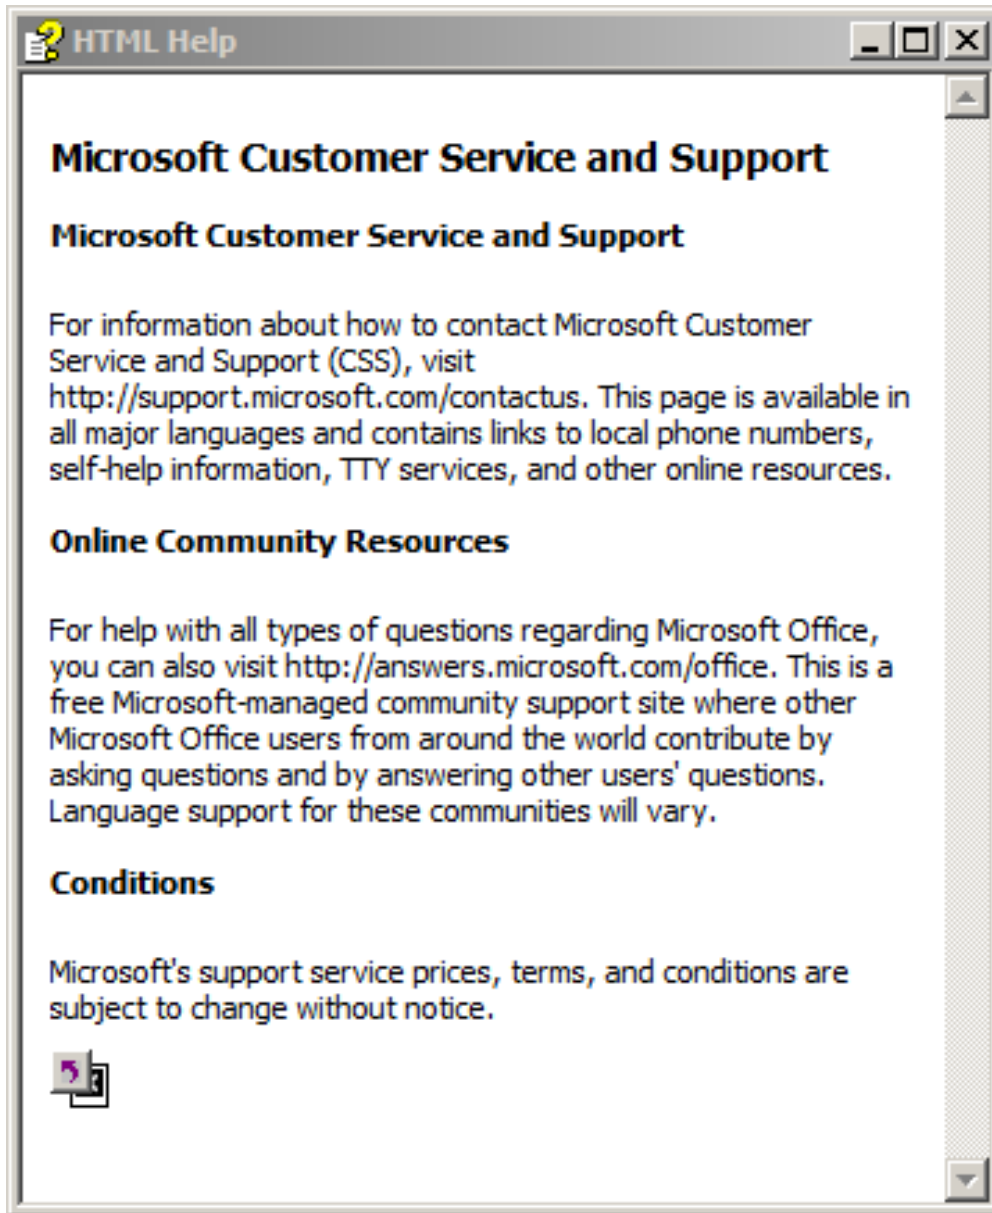 HTML Help
Microsoft Customer Service and Support
Microsoft Customer Service and Support
For information about how to contact Microsoft Customer
Service and Support (CSS), visit
http://support.microsoft.com/contactus. This page is available in
all major languages and contains links to local phone numbers,
self-help information, TTY services, and other online resources.
Online Community Resources
For help with all types of questions regarding Microsoft Office,
you can also visit http://answers.microsoft.com/office. This is a
free Microsoft-managed community support site where other
Microsoft Office users from around the world contribute by
asking questions and by answering other users' questions.
Language support for these communities will vary.
Conditions
Microsoft's support service prices, terms, and conditions are
subject to change without notice.